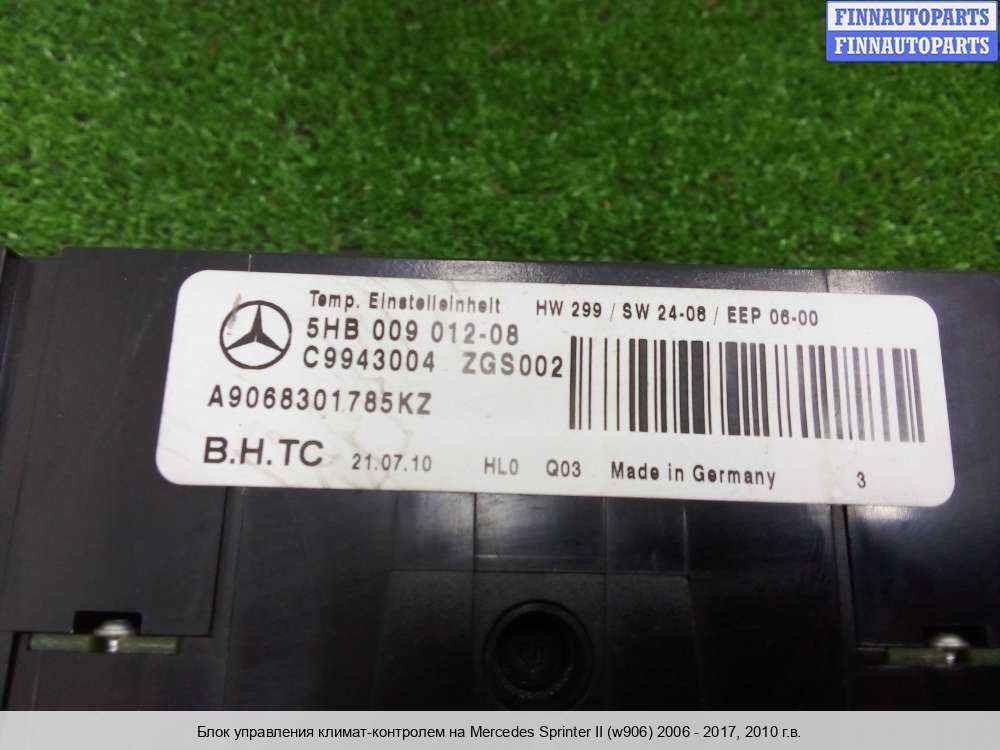 FINNAUTOPARTS
FINNAUTOPARTS
Temp. Einstelleinheit HW 299 / SW 24-08 / EEP 06-00
5HB 009 012-08
C9943004 ZGS002
A9068301785KZ
B.H.TC 21.07.10 HL0 Q03 Made in Germany 3
Блок управления климат-контролем на Mercedes Sprinter II (w906) 2006 - 2017, 2010 г.в.